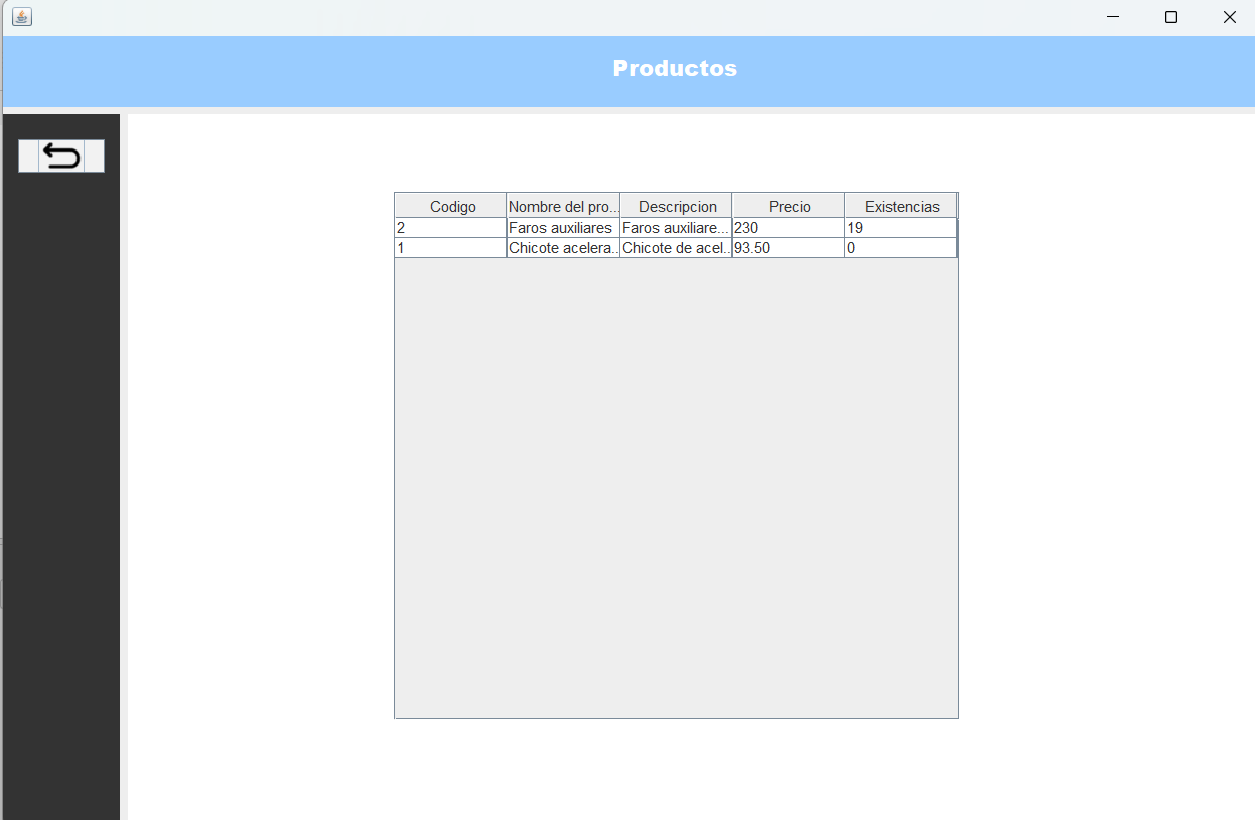 Productos
Codigo Nombre del pro... Descripcion Precio Existencias
2 Faros auxiliares Faros auxiliare... 230 19
1 Chicote acelera... Chicote de acel... 93.50 0